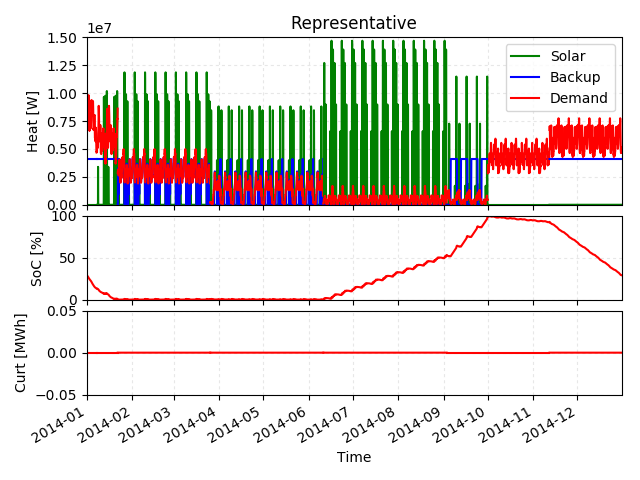 Representative
1e7
1.50
1.25
1.00
0.75
0.50
0.25
0.00
Heat [W]
Solar
Backup
Demand
100
50
0
SoC [%]
0.05
0.00
−0.05
Curt [MWh]
2014-01
2014-02
2014-03
2014-04
2014-05
2014-06
2014-07
2014-08
2014-09
2014-10
2014-11
2014-12
Time